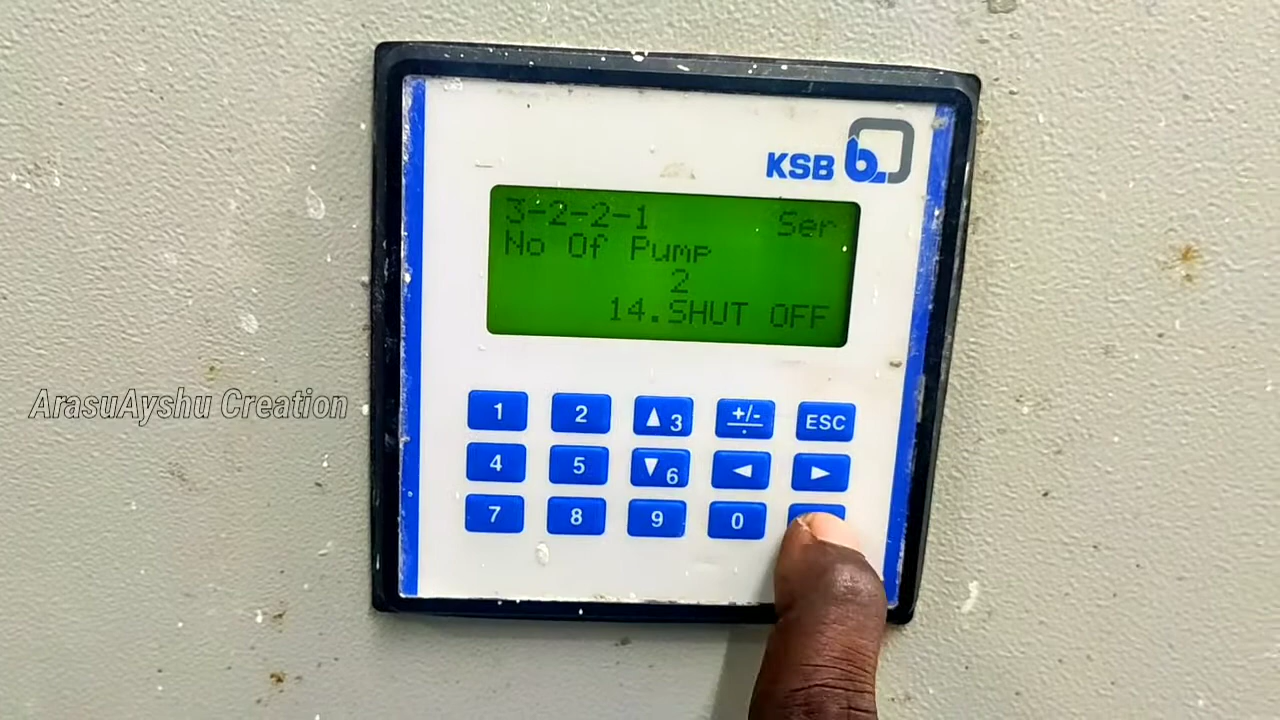 KSB
3-2-2-1 Ser
No Of Pump
2
14.SHUT OFF
ArasuAyshu Creation
1 2 ▲3 +/- . ESC
4 5 ▼6 ◄ ►
7 8 9 0